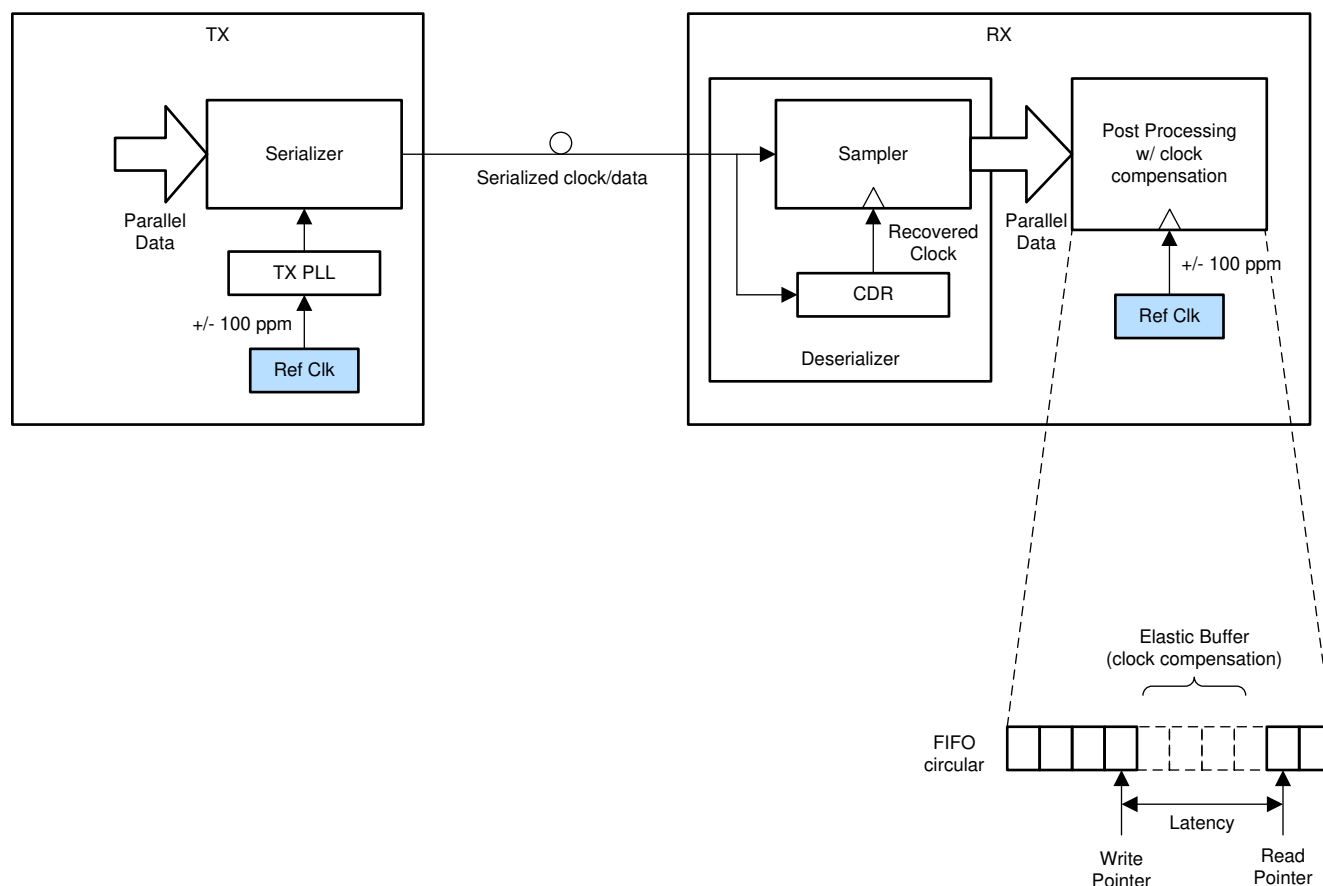 TX
RX
Serializer
Parallel
Data
TX PLL
+/- 100 ppm
Ref Clk
Serialized clock/data
Sampler
Recovered
Clock
CDR
Deserializer
Parallel
Data
Post Processing
w/ clock
compensation
+/- 100 ppm
Ref Clk
Elastic Buffer
(clock compensation)
FIFO
circular
Latency
Write
Pointer
Read
Pointer